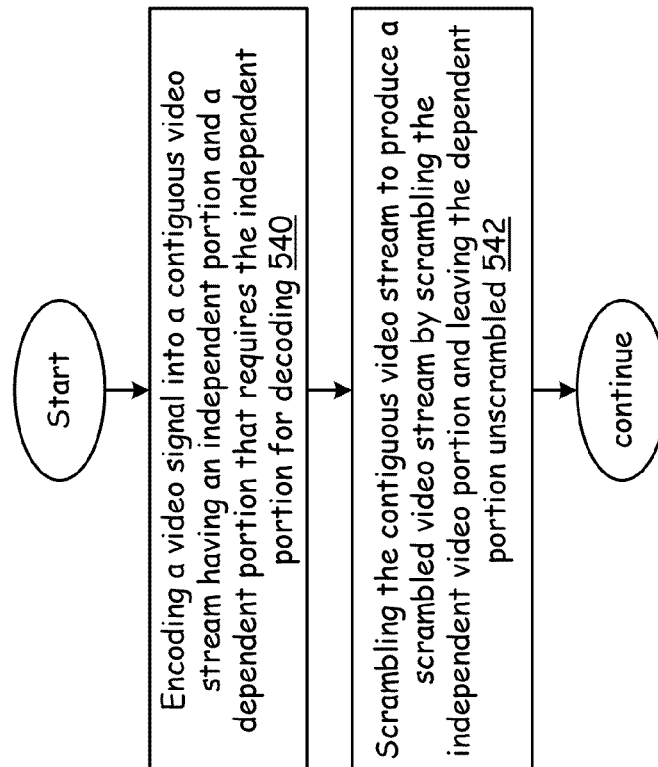 Start
Encoding a video signal into a contiguous video
stream having an independent portion and a
dependent portion that requires the independent
portion for decoding 540
Scrambling the contiguous video stream to produce a
scrambled video stream by scrambling the
independent video portion and leaving the dependent
portion unscrambled 542
continue